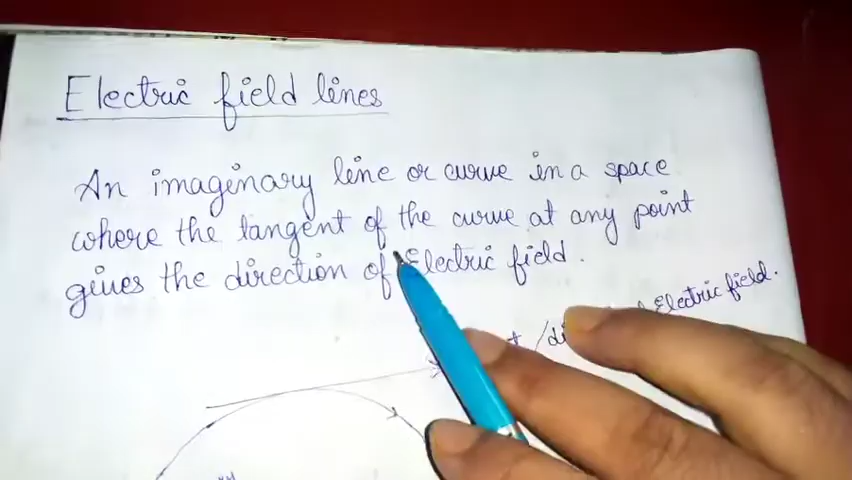 Electric field lines
An imaginary line or curve in a space
where the tangent of the curve at any point
gives the direction of Electric field.
Electric field.